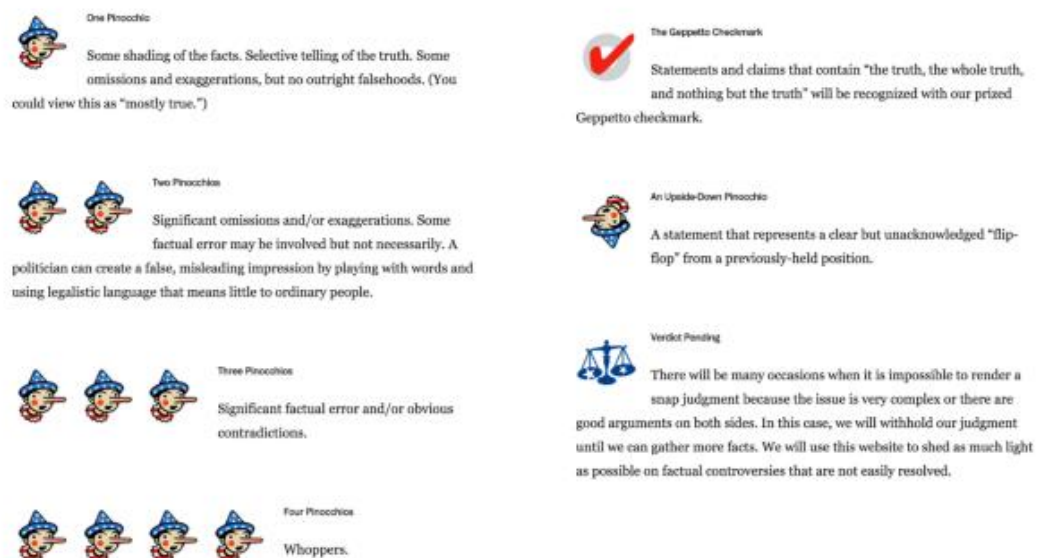 One Pinocchio
Some shading of the facts. Selective telling of the truth. Some
omissions and exaggerations, but no outright falsehoods. (You
could view this as “mostly true.”)
Two Pinocchios
Significant omissions and/or exaggerations. Some
factual error may be involved but not necessarily. A
politician can create a false, misleading impression by playing with words and
using legalistic language that means little to ordinary people.
Three Pinocchios
Significant factual error and/or obvious
contradictions.
Four Pinocchios
Whoppers.
The Geppetto Checkmark
Statements and claims that contain “the truth, the whole truth,
and nothing but the truth” will be recognized with our prized
Geppetto checkmark.
An Upside-Down Pinocchio
A statement that represents a clear but unacknowledged “flip-
flop” from a previously-held position.
Verdict Pending
There will be many occasions when it is impossible to render a
snap judgment because the issue is very complex or there are
good arguments on both sides. In this case, we will withhold our judgment
until we can gather more facts. We will use this website to shed as much light
as possible on factual controversies that are not easily resolved.